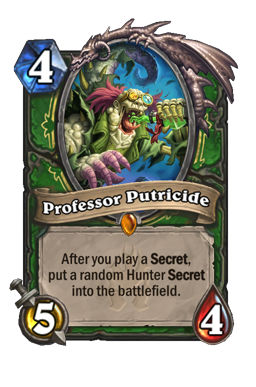 4
Professor Putricide
After you play a Secret,
put a random Hunter Secret
into the battlefield.
5
4